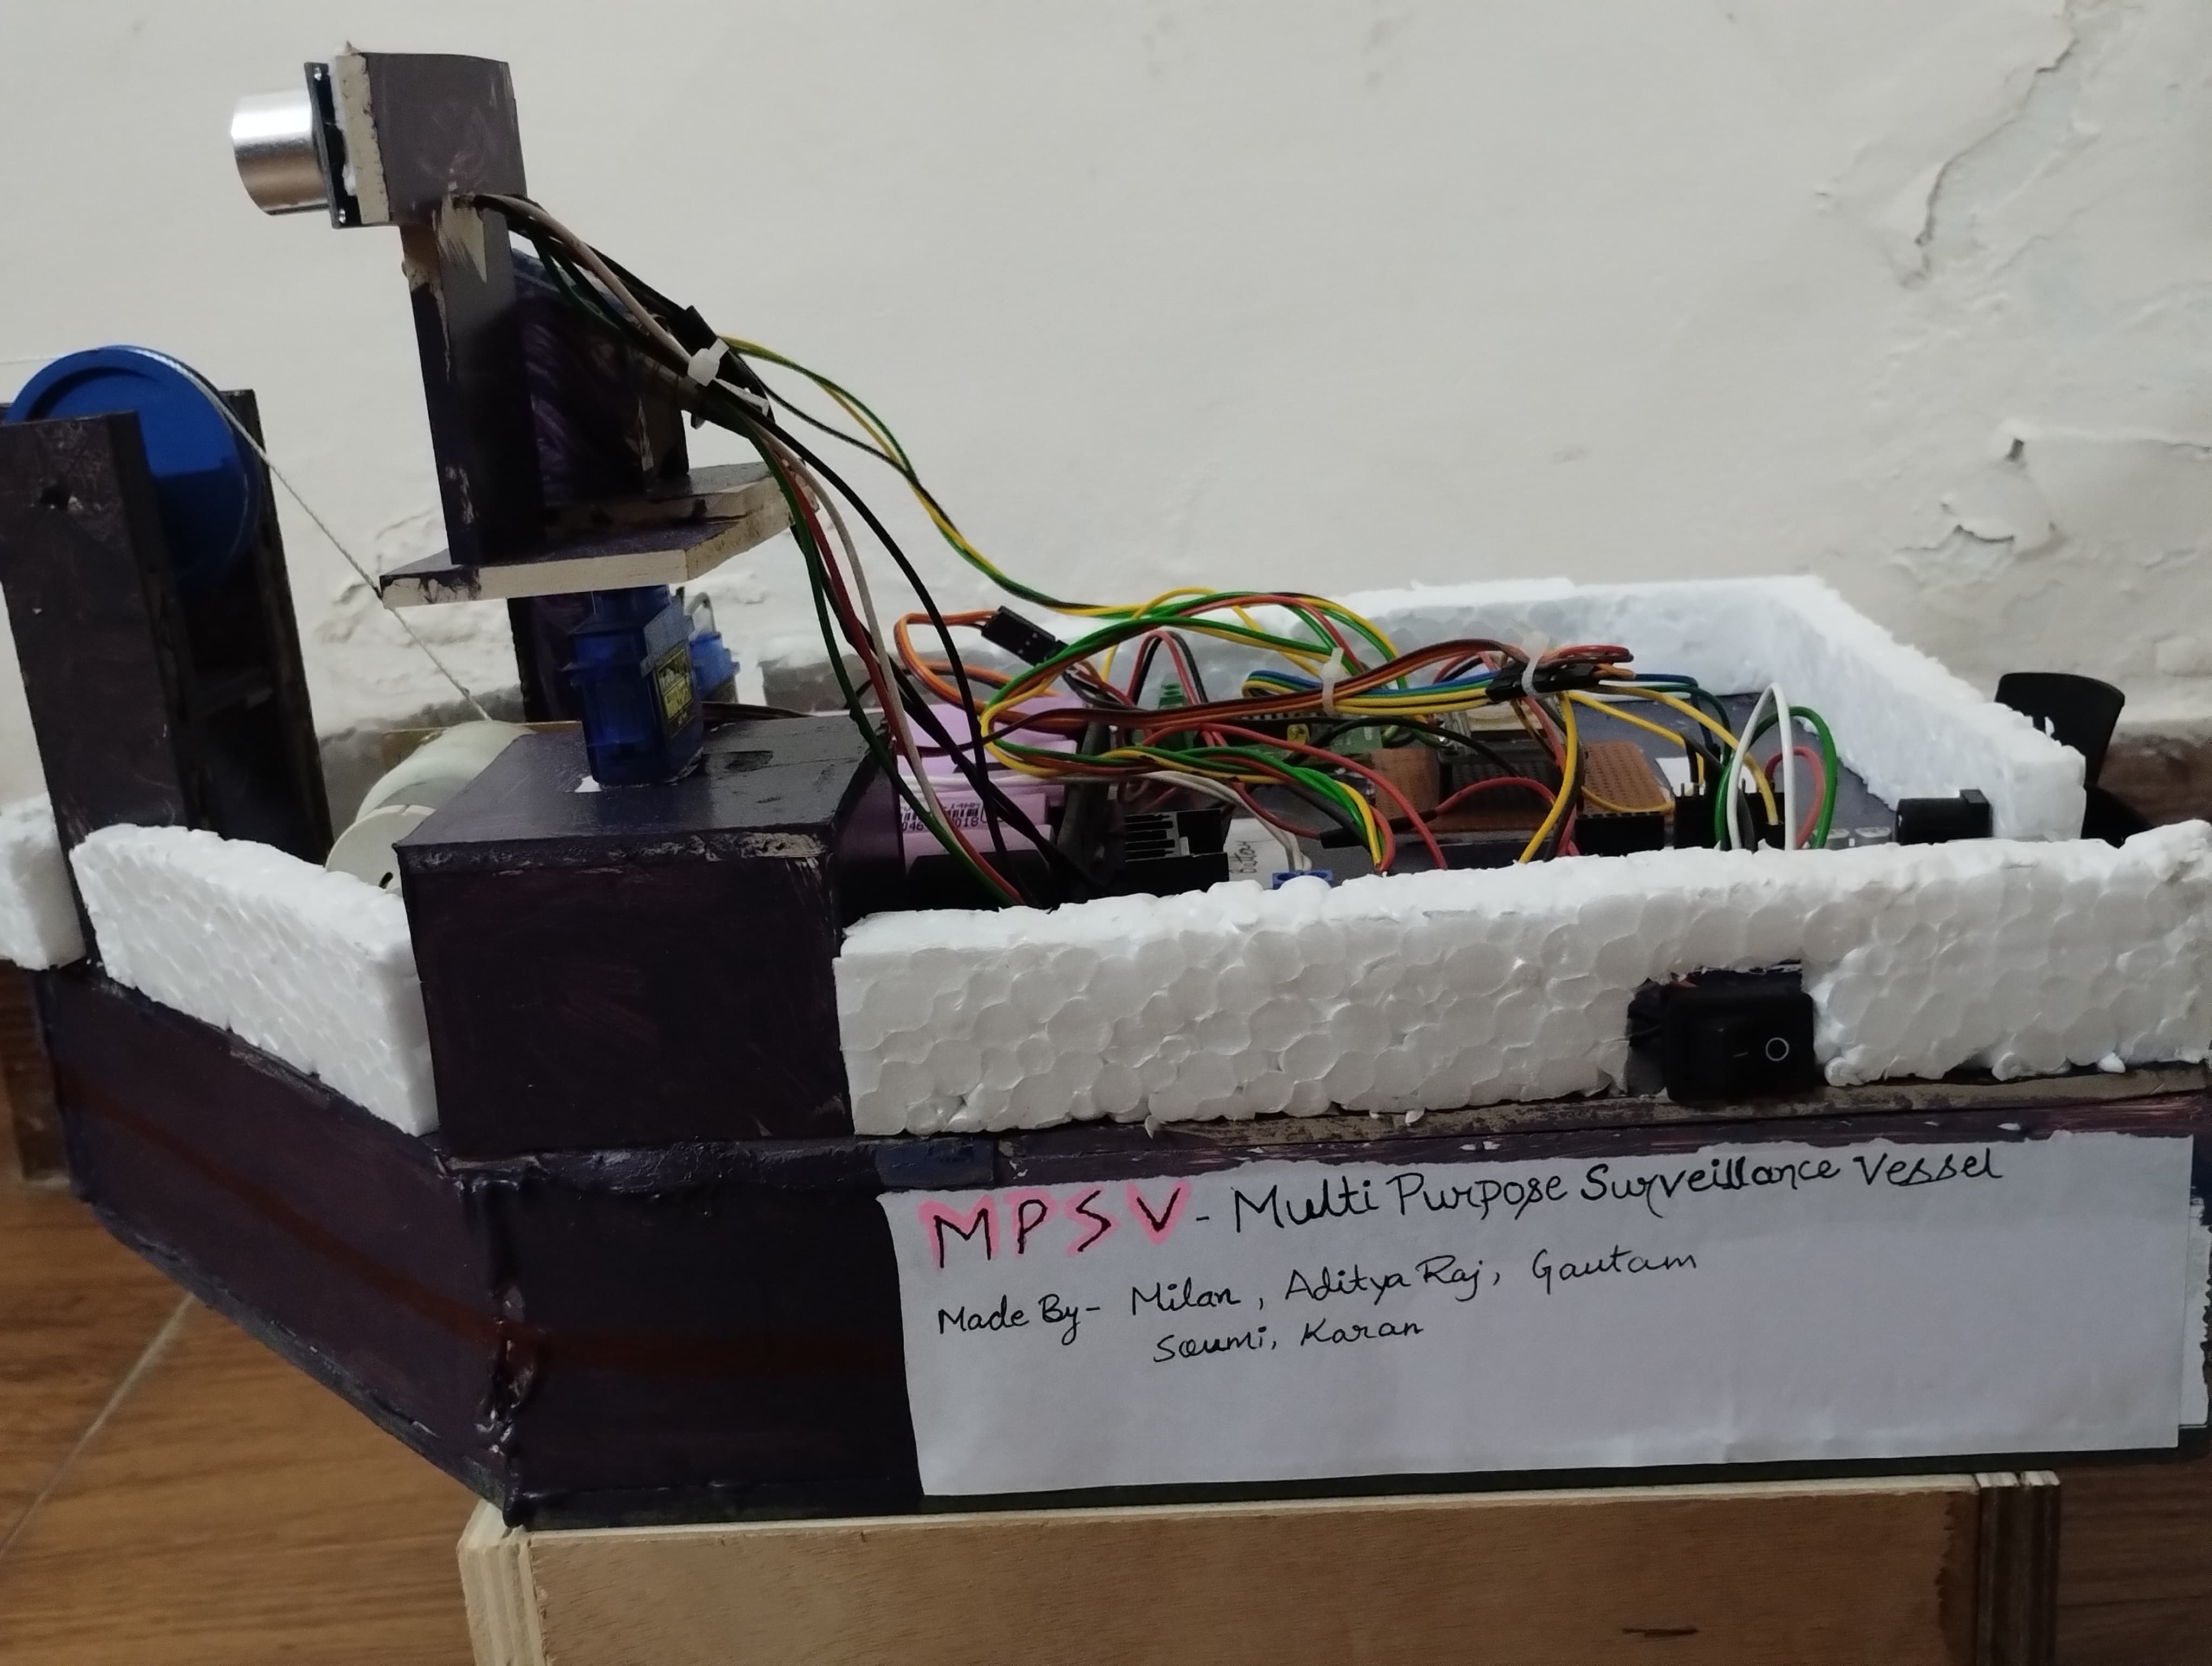 MPSV - Multi Purpose Surveillance Vessel
Made By - Milan, Aditya Raj, Gautam
Soumi, Karan